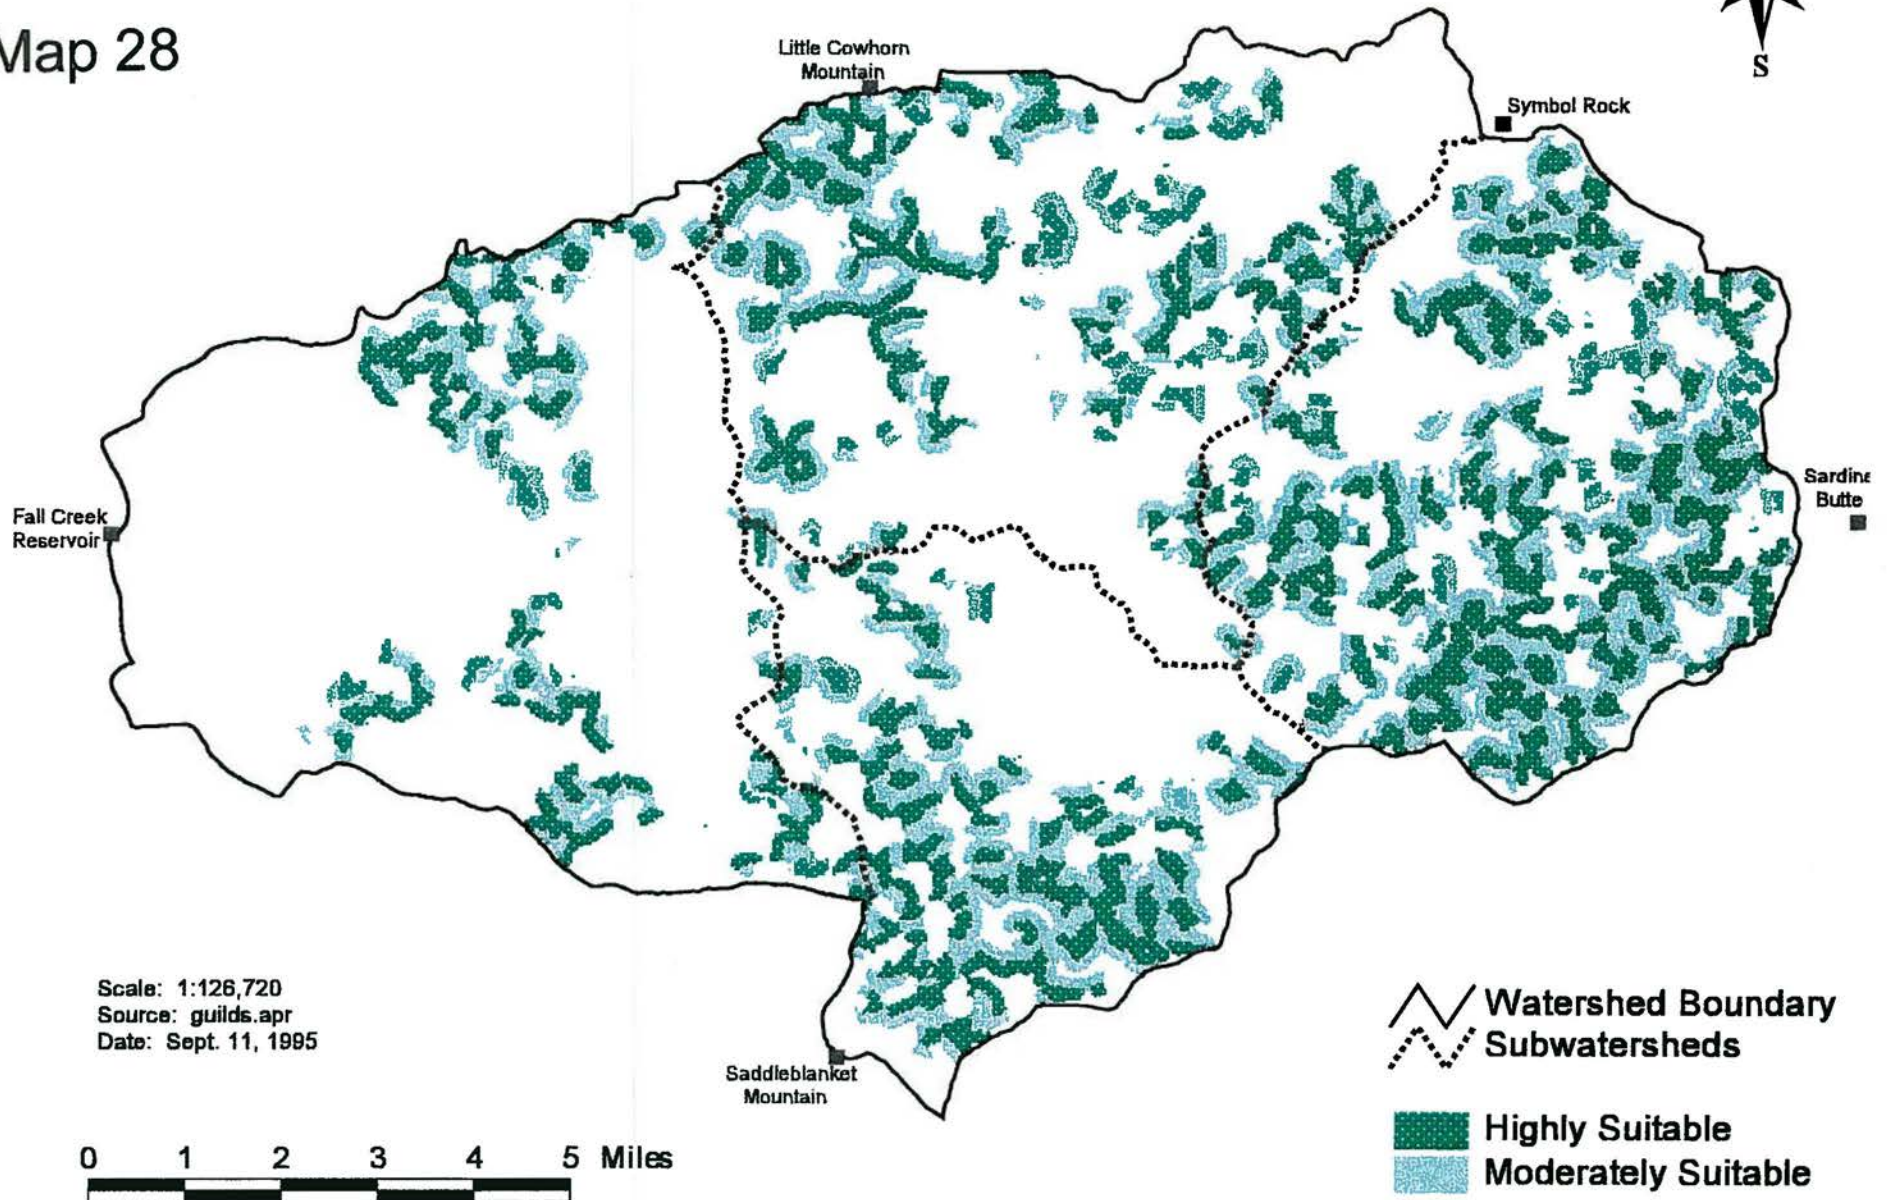 Map 28
Little Cowhorn
Mountain
S
Symbol Rock
Sardine
Butte
Fall Creek
Reservoir
Scale: 1:126,720
Source: guilds.apr
Date: Sept. 11, 1995
Saddleblanket
Mountain
Watershed Boundary
Subwatersheds
Highly Suitable
Moderately Suitable
0 1 2 3 4 5 Miles